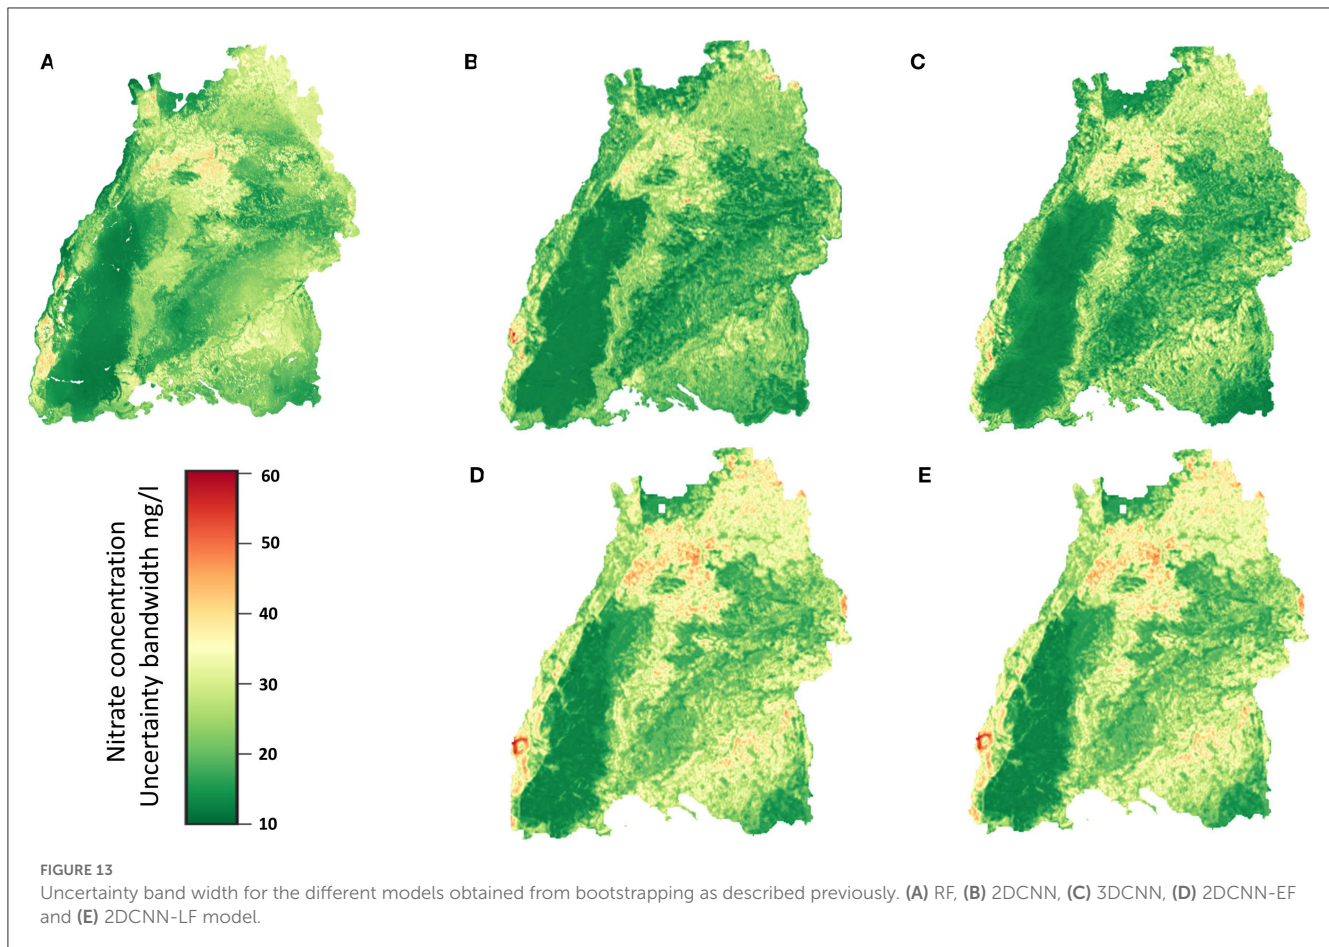 A
B
C
D
E
Nitrate concentration
Uncertainty bandwidth mg/l
60
50
40
30
20
10
FIGURE 13
Uncertainty band width for the different models obtained from bootstrapping as described previously. (A) RF, (B) 2DCNN, (C) 3DCNN, (D) 2DCNN-EF
and (E) 2DCNN-LF model.